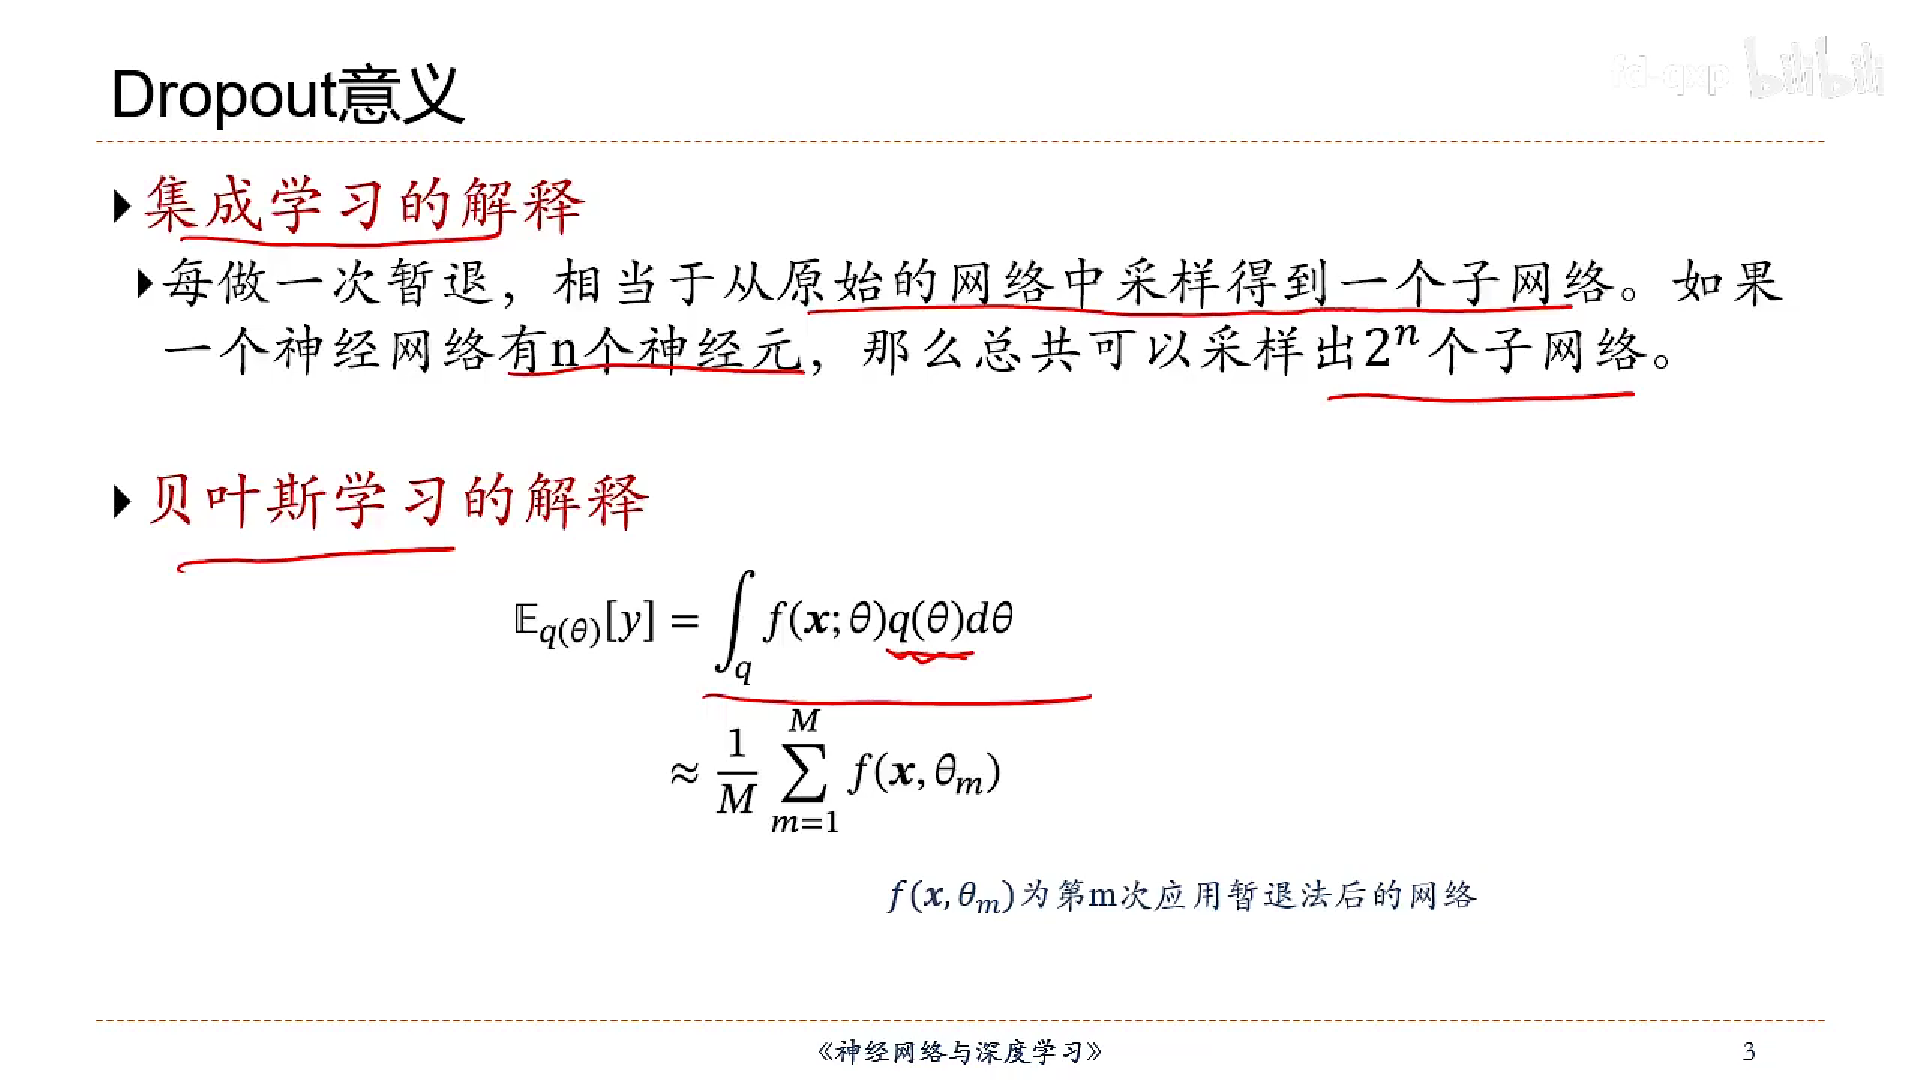 Dropout意义
fd-qxp bilibili
集成学习的解释
每做一次暂退，相当于从原始的网络中采样得到一个子网络。如果
一个神经网络有n个神经元，那么总共可以采样出2ⁿ个子网络。
贝叶斯学习的解释
𝔼_{q(θ)}[y] = ∫_q f(x; θ)q(θ)dθ
≈ \frac{1}{M} \sum_{m=1}^{M} f(x, θ_m)
f(x, θ_m)为第m次应用暂退法后的网络
《神经网络与深度学习》
3